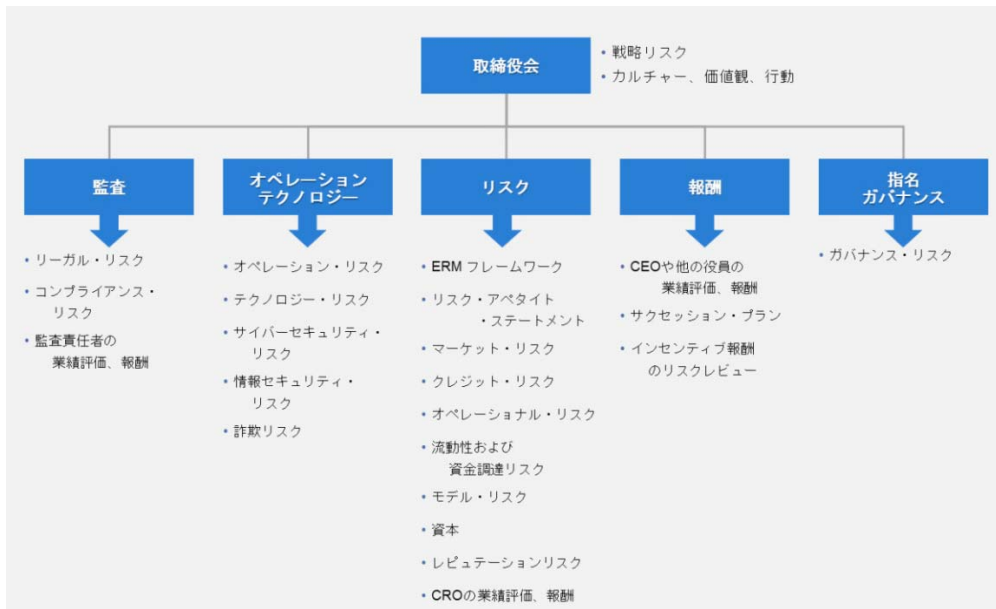 取締役会
• 戦略リスク
• カルチャー、価値観、行動
監査
• リーガル・リスク
• コンプライアンス・
リスク
• 監査責任者の
業績評価、報酬
オペレーション
テクノロジー
• オペレーション・リスク
• テクノロジー・リスク
• サイバーセキュリティ・
リスク
• 情報セキュリティ・
リスク
• 詐欺リスク
リスク
• ERM フレームワーク
• リスク・アペタイト
・ステートメント
• マーケット・リスク
• クレジット・リスク
• オペレーショナル・リスク
• 流動性および
資金調達リスク
• モデル・リスク
• 資本
• レピュテーションリスク
• CROの業績評価、報酬
報酬
• CEOや他の役員の
業績評価、報酬
• サクセッション・プラン
• インセンティブ報酬
のリスクレビュー
指名
ガバナンス
• ガバナンス・リスク